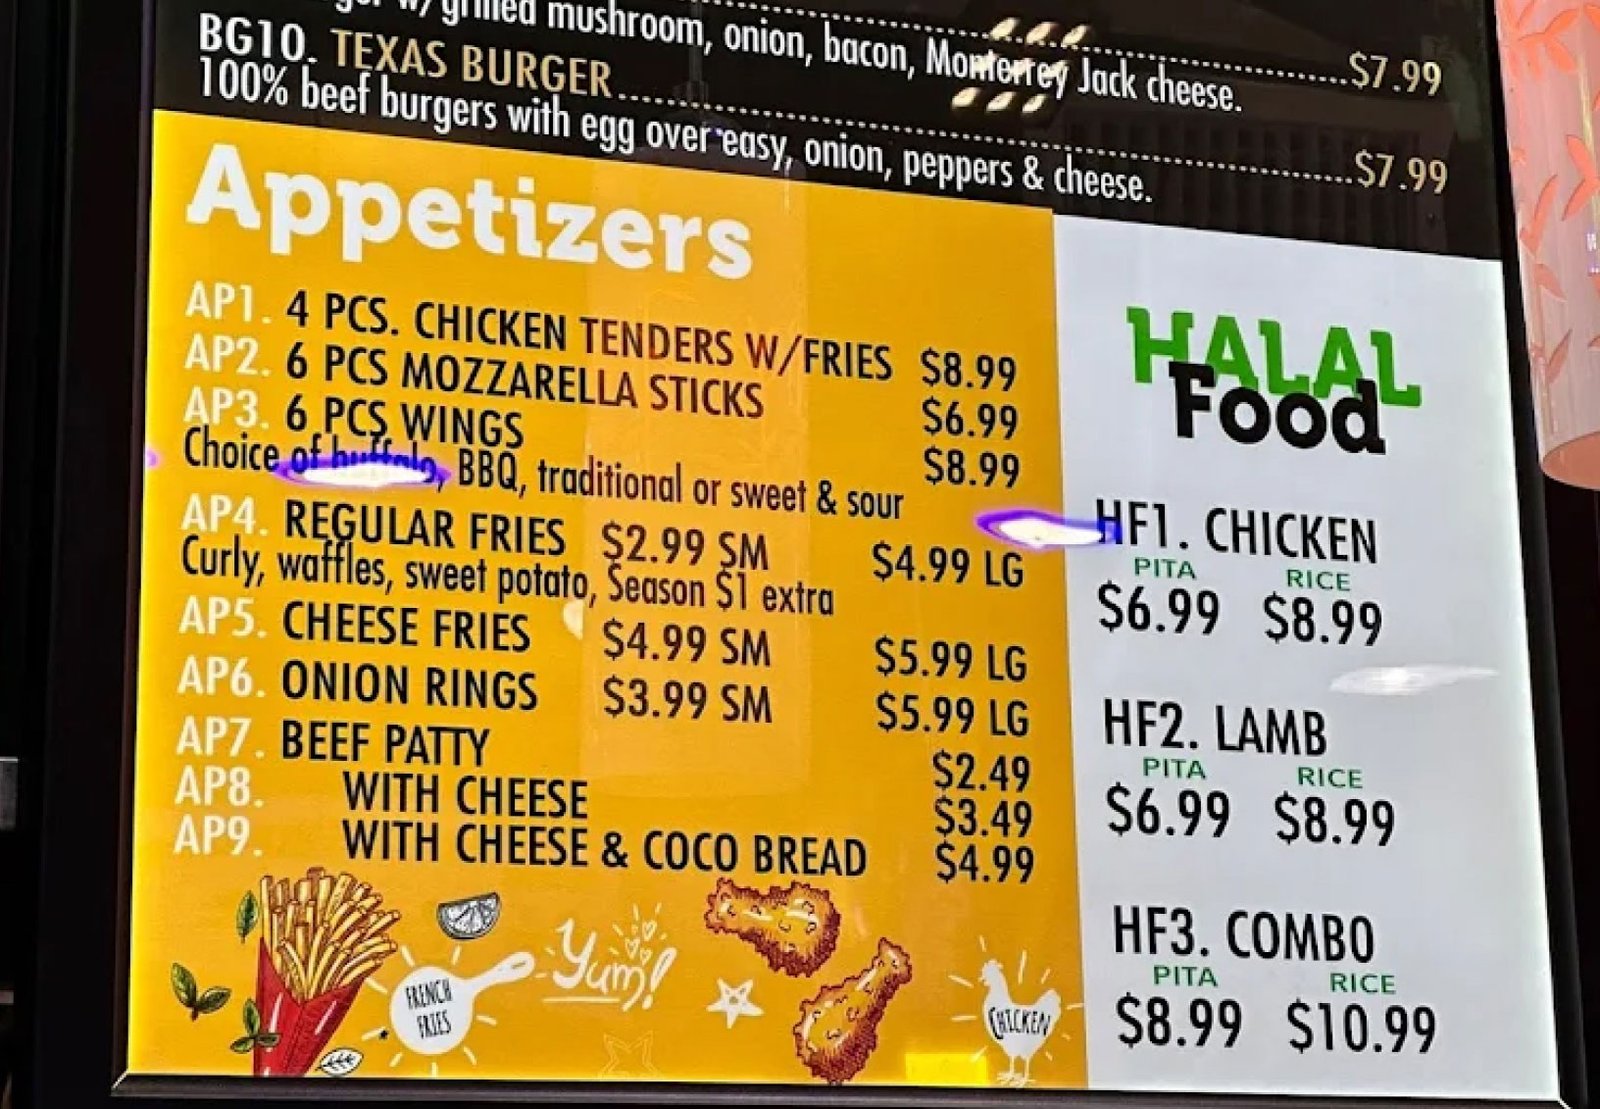 w/ grilled mushroom, onion, bacon, Monterrey Jack cheese. $7.99
BG10. TEXAS BURGER $7.99
100% beef burgers with egg over easy, onion, peppers & cheese.
Appetizers
AP1. 4 PCS. CHICKEN TENDERS W/FRIES $8.99
AP2. 6 PCS MOZZARELLA STICKS $6.99
AP3. 6 PCS WINGS $8.99
Choice of buffalo, BBQ, traditional or sweet & sour
AP4. REGULAR FRIES $2.99 SM $4.99 LG
Curly, waffles, sweet potato, Season $1 extra
AP5. CHEESE FRIES $4.99 SM $5.99 LG
AP6. ONION RINGS $3.99 SM $5.99 LG
AP7. BEEF PATTY $2.49
AP8. WITH CHEESE $3.49
AP9. WITH CHEESE & COCO BREAD $4.99
FRENCH
FRIES
Yum!
CHICKEN
HALAL
Food
HF1. CHICKEN
PITA RICE
$6.99 $8.99
HF2. LAMB
PITA RICE
$6.99 $8.99
HF3. COMBO
PITA RICE
$8.99 $10.99